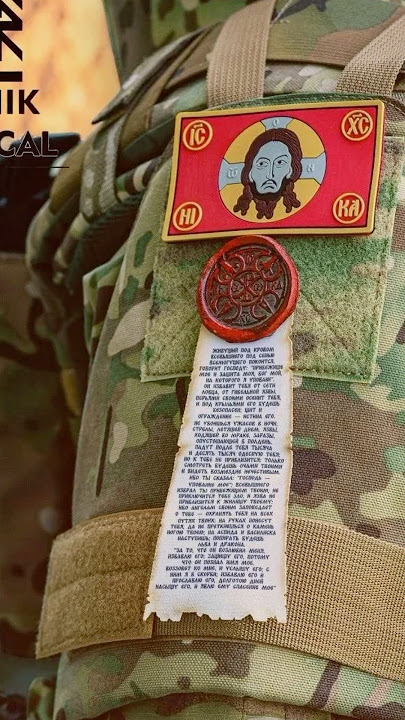 НІК
CAL
ІС
ХС
О
Ѡ
Н
НІ
КА
ЖИВУЩИЙ ПОД КРОВОМ
ВСЕВЫШНЕГО ПОД СЕНЬЮ
ВСЕМОГУЩЕГО ПОКОИТСЯ,
ГОВОРИТ ГОСПОДУ: "ПРИБЕЖИЩЕ
МОЕ И ЗАЩИТА МОЯ, БОГ МОЙ,
НА КОТОРОГО Я УПОВАЮ".
ОН ИЗБАВИТ ТЕБЯ ОТ СЕТИ
ЛОВЦА, ОТ ГИБЕЛЬНОЙ ЯЗВЫ,
ПЕРЬЯМИ СВОИМИ ОСЕНИТ ТЕБЯ,
И ПОД КРЫЛЬЯМИ ЕГО БУДЕШЬ
БЕЗОПАСЕН; ЩИТ И
ОГРАЖДЕНИЕ — ИСТИНА ЕГО.
НЕ УБОИШЬСЯ УЖАСОВ В НОЧИ,
СТРЕЛЫ, ЛЕТЯЩЕЙ ДНЕМ, ЯЗВЫ,
ХОДЯЩЕЙ ВО МРАКЕ, ЗАРАЗЫ,
ОПУСТОШАЮЩЕЙ В ПОЛДЕНЬ.
ПАДУТ ПОДЛЕ ТЕБЯ ТЫСЯЧА
И ДЕСЯТЬ ТЫСЯЧ ОДЕСНУЮ ТЕБЯ;
НО К ТЕБЕ НЕ ПРИБЛИЗИТСЯ: ТОЛЬКО
СМОТРЕТЬ БУДЕШЬ ОЧАМИ ТВОИМИ
И ВИДЕТЬ ВОЗМЕЗДИЕ НЕЧЕСТИВЫМ.
ИБО ТЫ СКАЗАЛ: "ГОСПОДЬ —
УПОВАНИЕ МОЕ"; ВСЕВЫШНЕГО
ИЗБРАЛ ТЫ ПРИБЕЖИЩЕМ ТВОИМ; НЕ
ПРИКЛЮЧИТСЯ ТЕБЕ ЗЛО, И ЯЗВА НЕ
ПРИБЛИЗИТСЯ К ЖИЛИЩУ ТВОЕМУ;
ИБО АНГЕЛАМ СВОИМ ЗАПОВЕДАЕТ
О ТЕБЕ — ОХРАНЯТЬ ТЕБЯ НА ВСЕХ
ПУТЯХ ТВОИХ: НА РУКАХ ПОНЕСУТ
ТЕБЯ, ДА НЕ ПРЕТКНЕШЬСЯ О КАМЕНЬ
НОГОЮ ТВОЕЮ; НА АСПИДА И ВАСИЛИСКА
НАСТУПИШЬ; ПОПИРАТЬ БУДЕШЬ
ЛЬВА И ДРАКОНА.
"ЗА ТО, ЧТО ОН ВОЗЛЮБИЛ МЕНЯ,
ИЗБАВЛЮ ЕГО; ЗАЩИЩУ ЕГО, ПОТОМУ
ЧТО ОН ПОЗНАЛ ИМЯ МОЕ.
ВОЗЗОВЕТ КО МНЕ, И УСЛЫШУ ЕГО; С
НИМ Я В СКОРБИ; ИЗБАВЛЮ ЕГО И
ПРОСЛАВЛЮ ЕГО, ДОЛГОТОЮ ДНЕЙ
НАСЫЩУ ЕГО, И ЯВЛЮ ЕМУ СПАСЕНИЕ МОЕ"